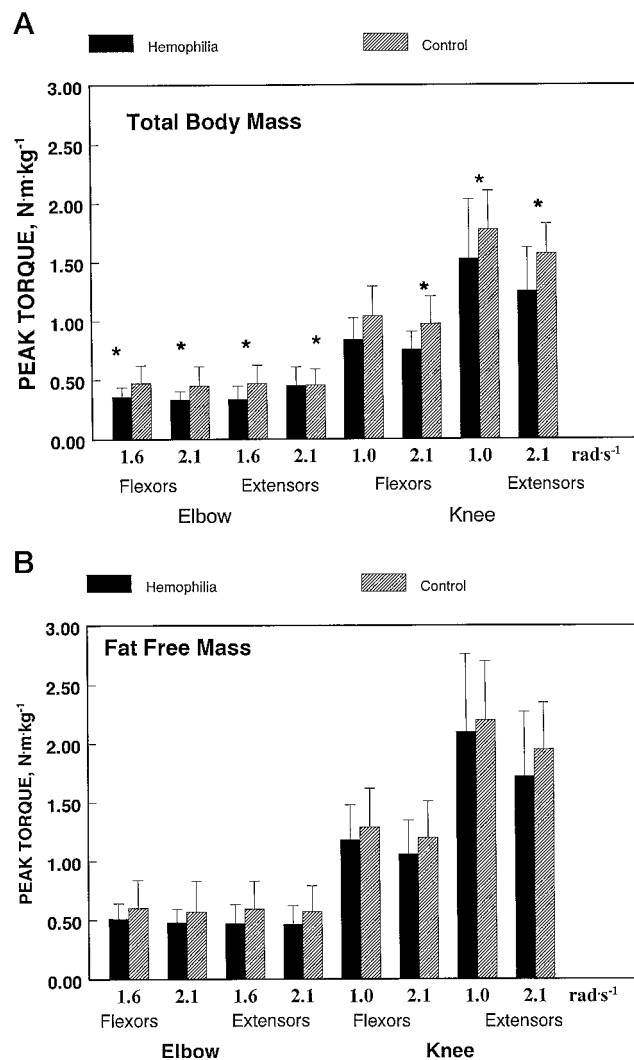 A
Hemophilia Control
3.00
Total Body Mass
2.50
2.00
1.50
1.00
0.50
0.00
PEAK TORQUE, N·m·kg-1
* * * * * * *
1.6 2.1 1.6 2.1 1.0 2.1 1.0 2.1 rad·s-1
Flexors Extensors Flexors Extensors
Elbow Knee
B
Hemophilia Control
3.00
Fat Free Mass
2.50
2.00
1.50
1.00
0.50
0.00
PEAK TORQUE, N·m·kg-1
1.6 2.1 1.6 2.1 1.0 2.1 1.0 2.1 rad·s-1
Flexors Extensors Flexors Extensors
Elbow Knee